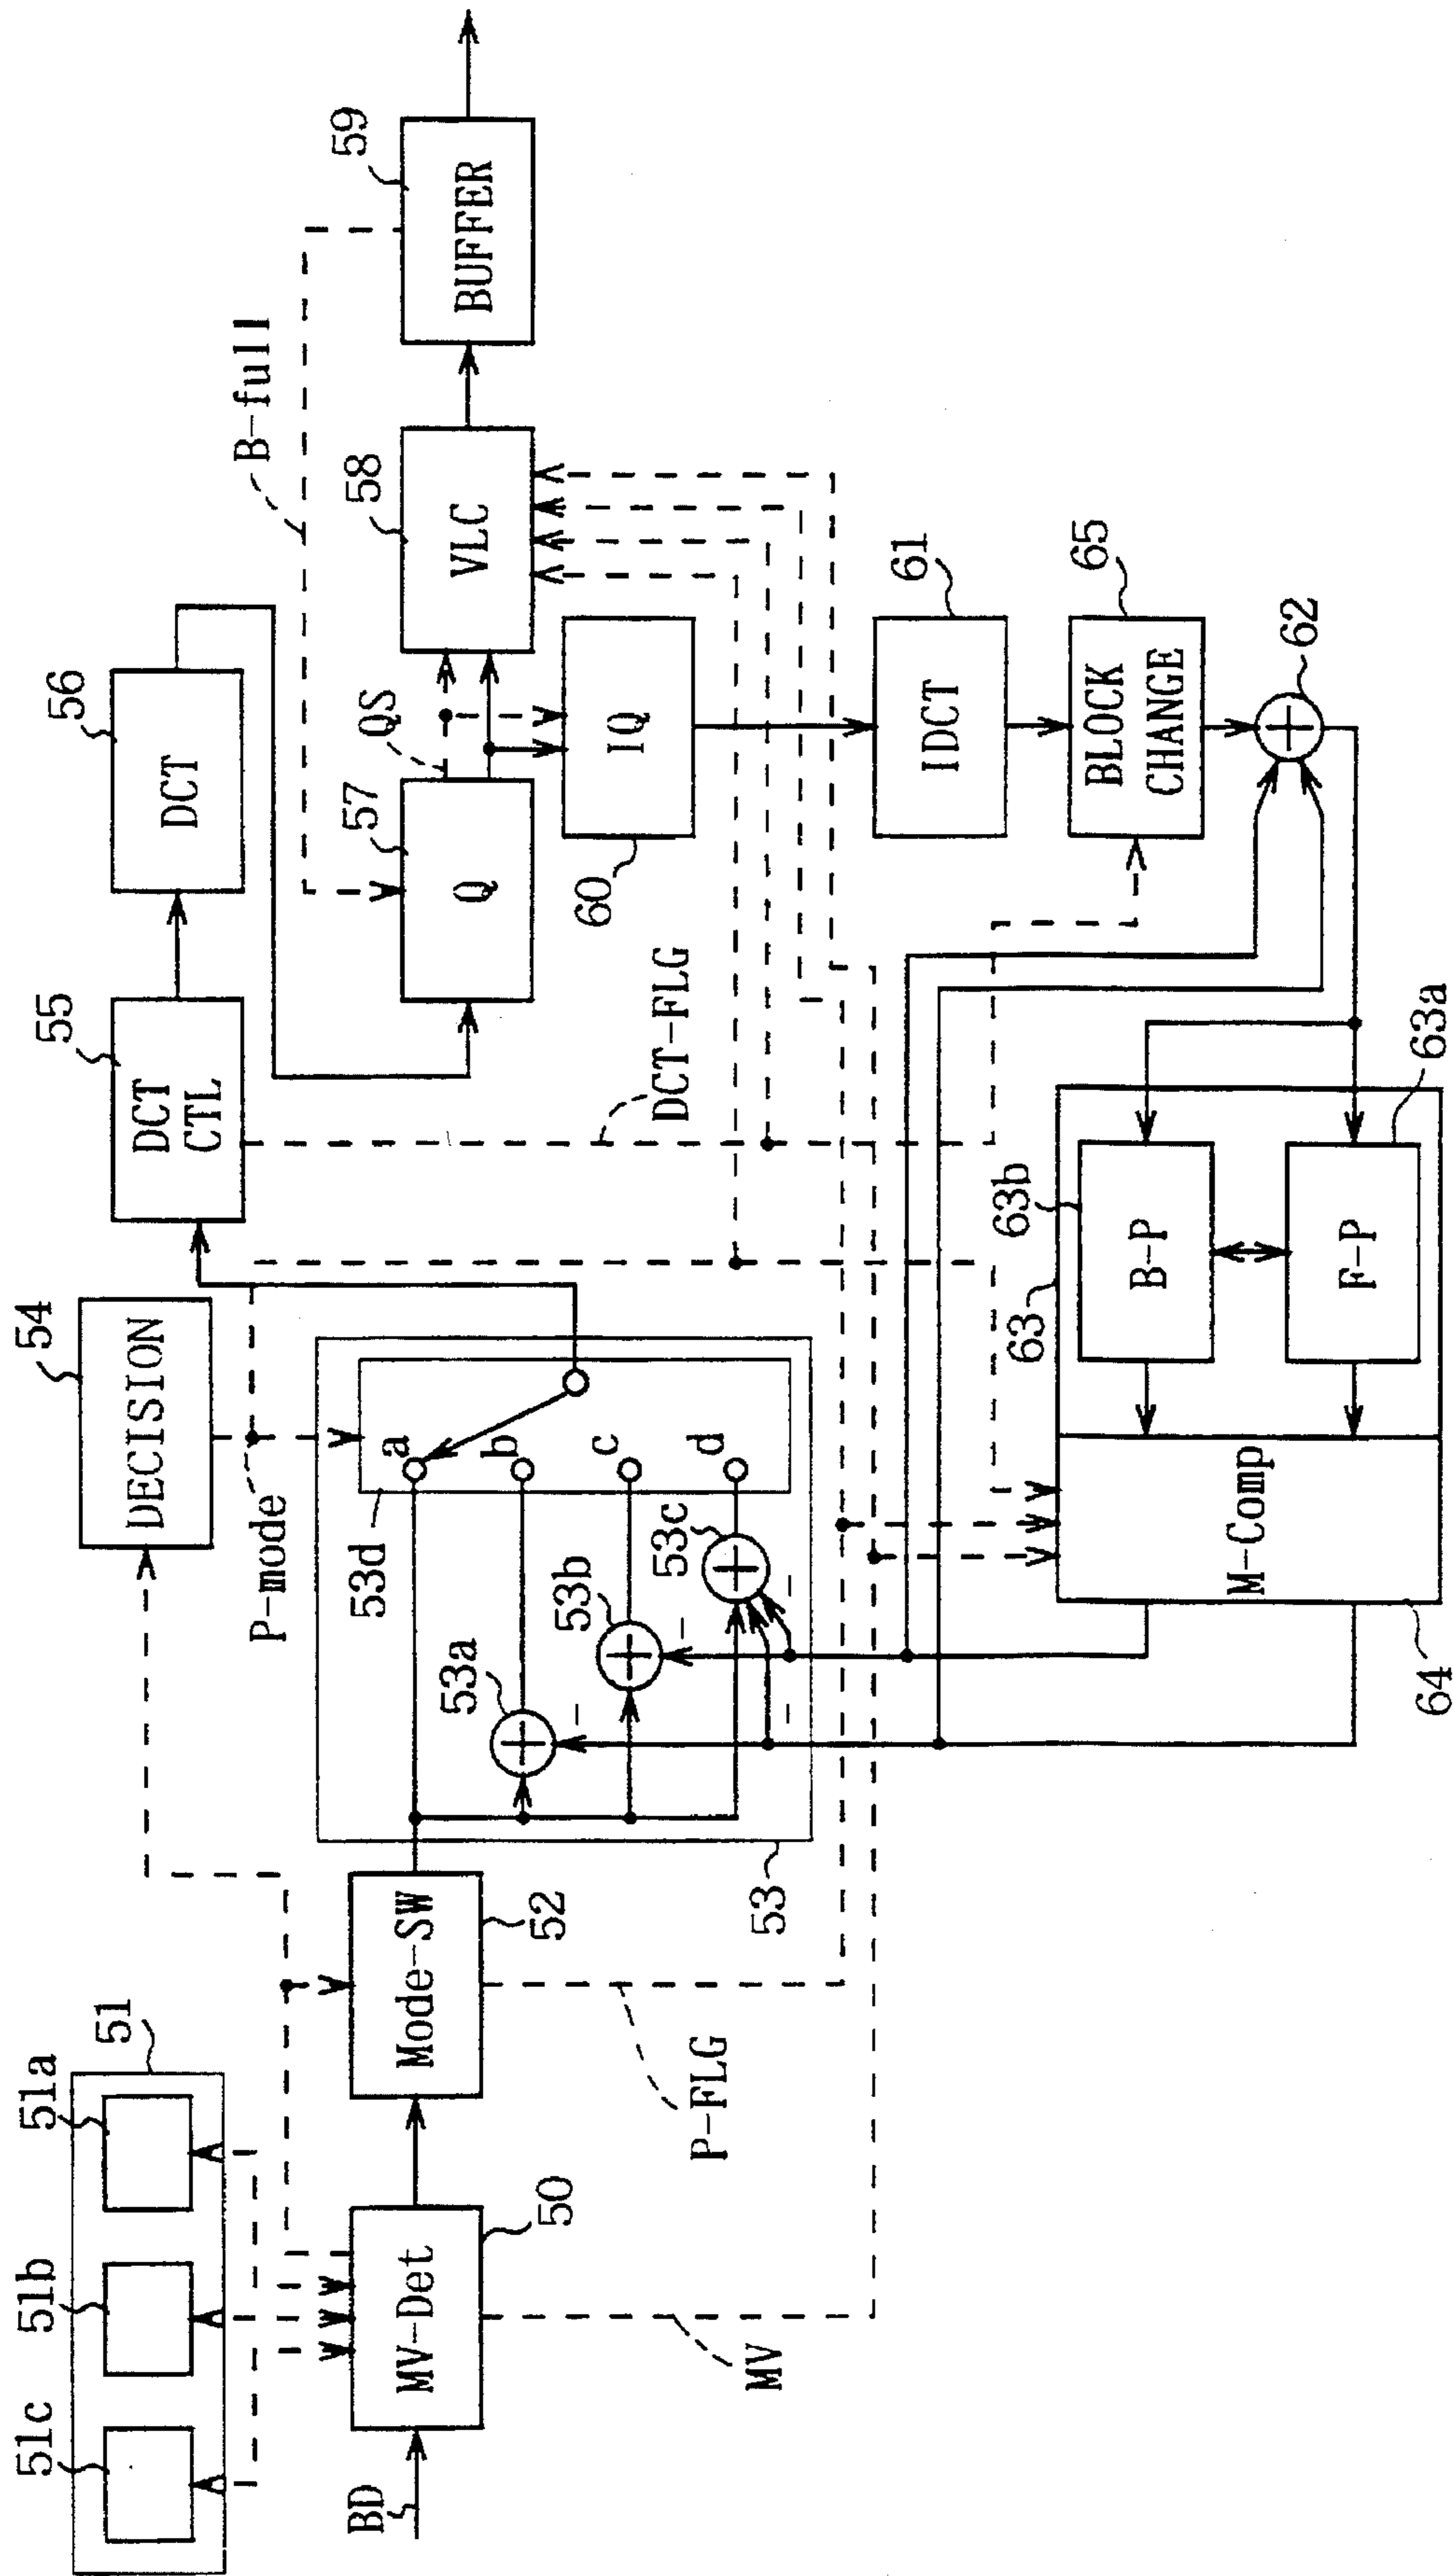 51
51a
51b
51c
BD
MV-Det
50
MV
Mode-SW
52
P-FLG
DECISION
54
P-mode
53
53a
53b
53c
53d
a
b
c
d
DCT
CTL
55
DCT-FLG
DCT
56
Q
57
QS
VLC
58
B-full
BUFFER
59
IQ
60
IDCT
61
BLOCK
CHANGE
65
62
63
B-P
63b
F-P
63a
M-Comp
64